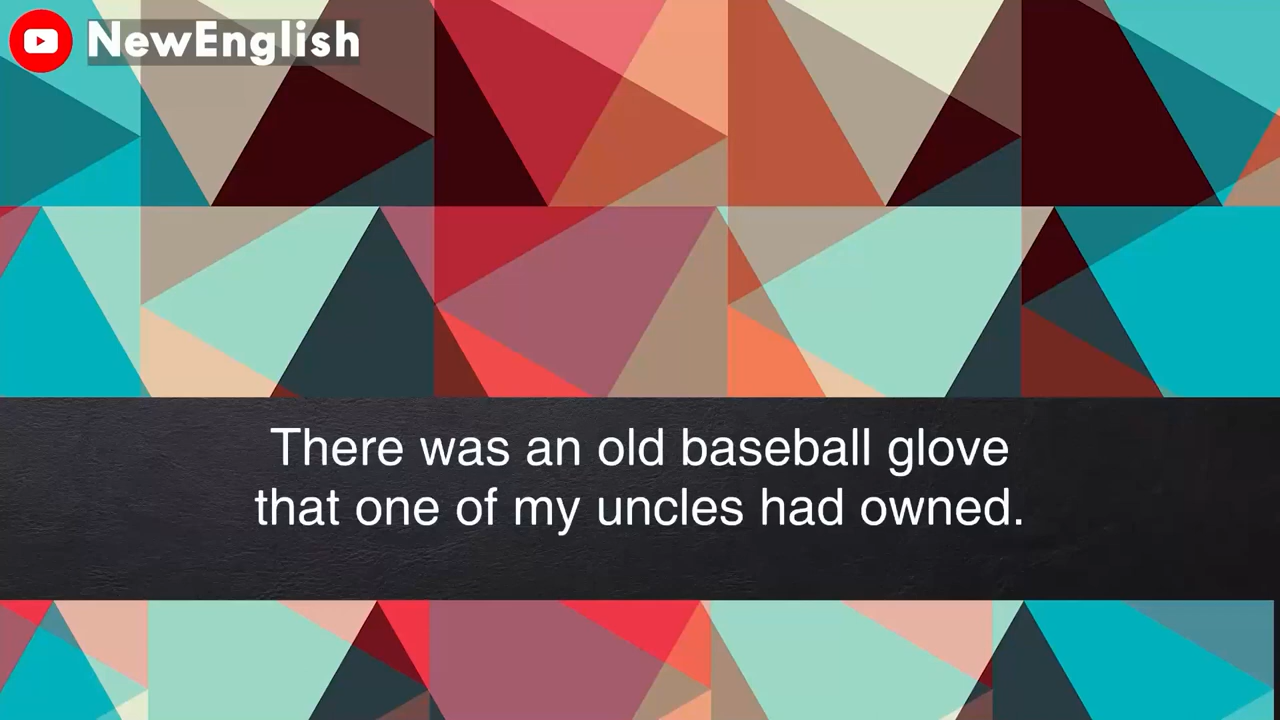 NewEnglish
There was an old baseball glove
that one of my uncles had owned.